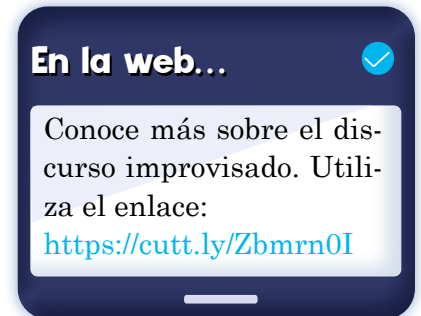 En la web...
Conoce más sobre el dis-
curso improvisado. Utili-
za el enlace:
https://cutt.ly/Zbmrn0I